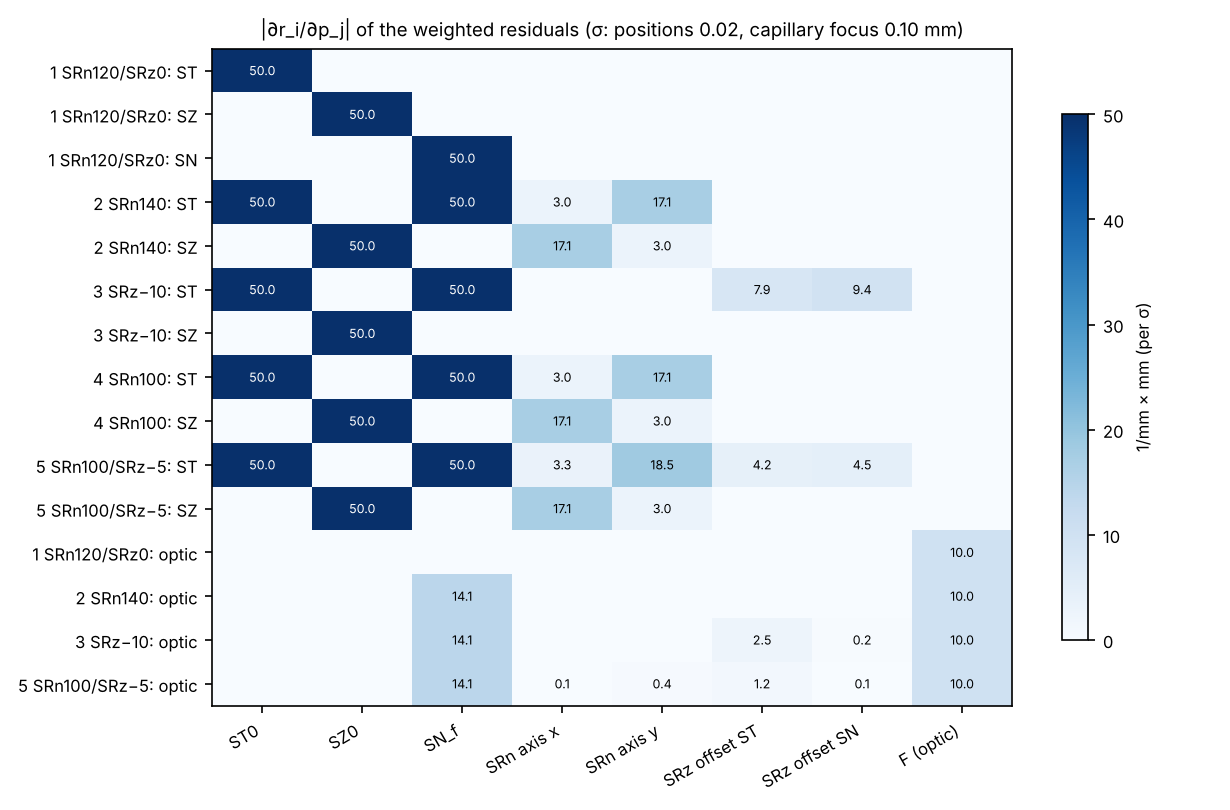 |∂r_i/∂p_j| of the weighted residuals (σ: positions 0.02, capillary focus 0.10 mm)
1 SRn120/SRz0: ST 50.0
1 SRn120/SRz0: SZ 50.0
1 SRn120/SRz0: SN 50.0
2 SRn140: ST 50.0 50.0 3.0 17.1
2 SRn140: SZ 50.0 17.1 3.0
3 SRz−10: ST 50.0 50.0 7.9 9.4
3 SRz−10: SZ 50.0
4 SRn100: ST 50.0 50.0 3.0 17.1
4 SRn100: SZ 50.0 17.1 3.0
5 SRn100/SRz−5: ST 50.0 50.0 3.3 18.5 4.2 4.5
5 SRn100/SRz−5: SZ 50.0 17.1 3.0
1 SRn120/SRz0: optic 10.0
2 SRn140: optic 14.1 10.0
3 SRz−10: optic 14.1 2.5 0.2 10.0
5 SRn100/SRz−5: optic 14.1 0.1 0.4 1.2 0.1 10.0
ST0
SZ0
SN_f
SRn axis x
SRn axis y
SRz offset ST
SRz offset SN
F (optic)
50
40
30
20
10
0
1/mm × mm (per σ)